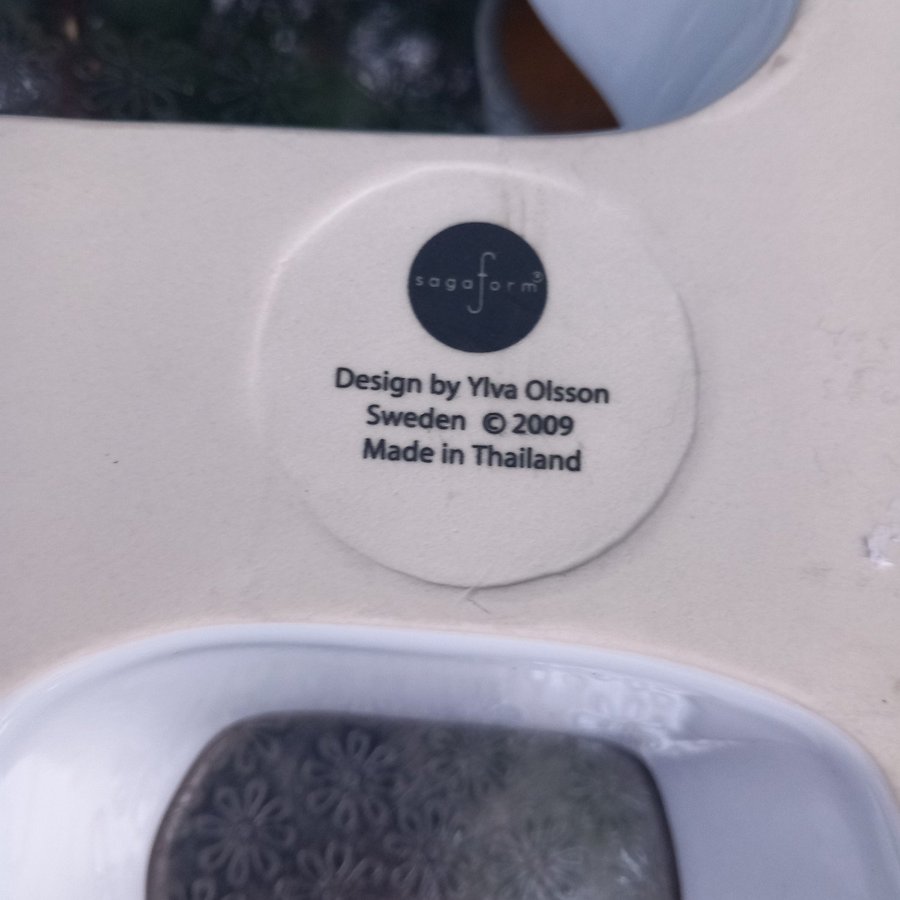 sagaform®
Design by Ylva Olsson
Sweden © 2009
Made in Thailand